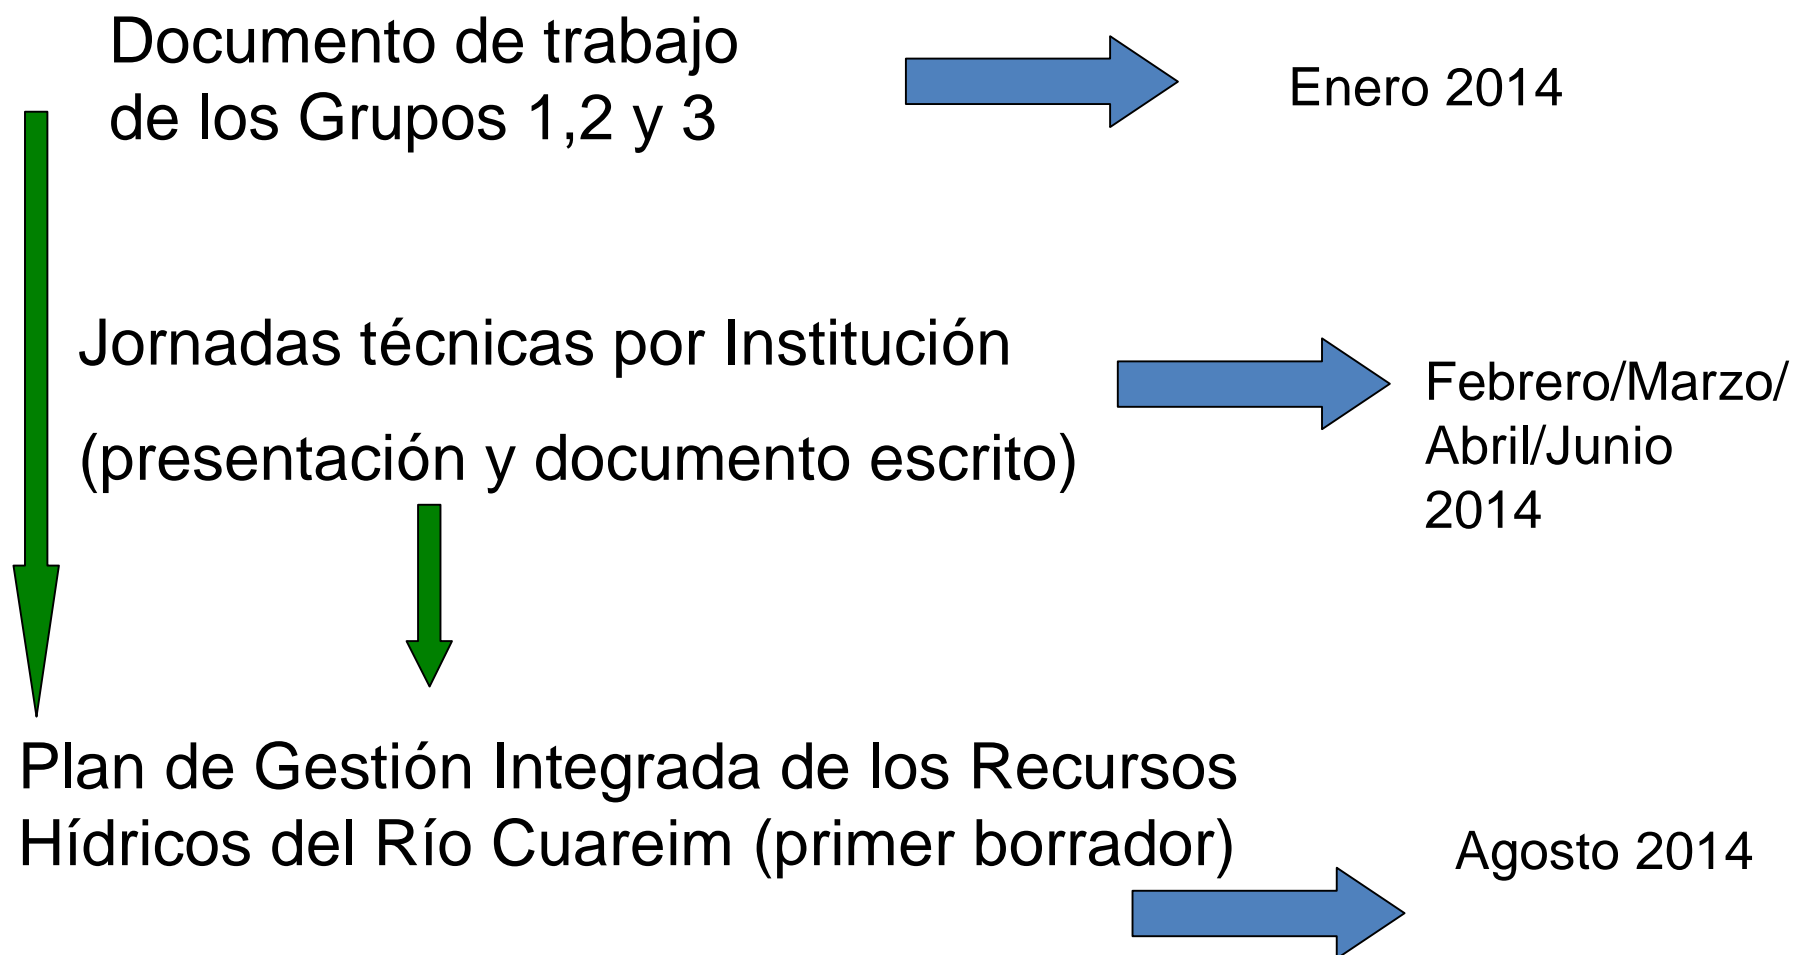 Documento de trabajo
de los Grupos 1,2 y 3
Enero 2014
Jornadas técnicas por Institución
(presentación y documento escrito)
Febrero/Marzo/
Abril/Junio
2014
Plan de Gestión Integrada de los Recursos
Hídricos del Río Cuareim (primer borrador)
Agosto 2014